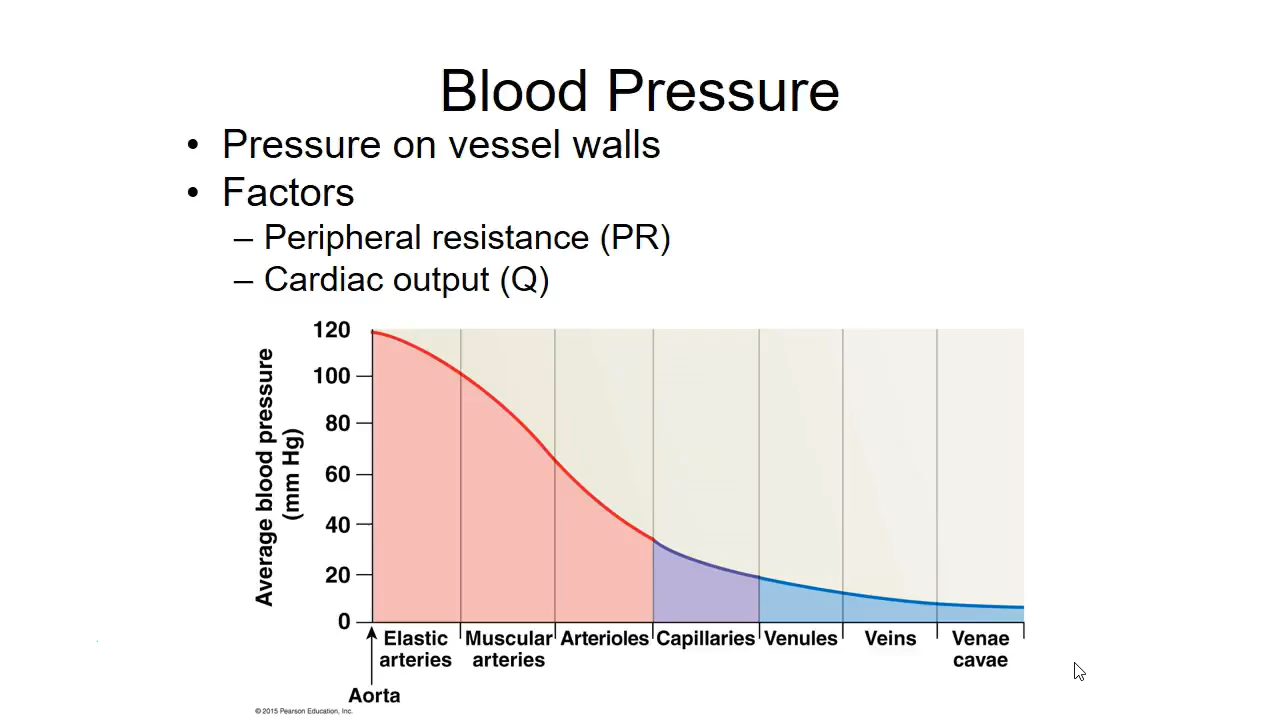 Blood Pressure
• Pressure on vessel walls
• Factors
– Peripheral resistance (PR)
– Cardiac output (Q)
Average blood pressure
(mm Hg)
120
100
80
60
40
20
0
Elastic
arteries
Muscular
arteries
Arterioles
Capillaries
Venules
Veins
Venae
cavae
Aorta
© 2015 Pearson Education, Inc.